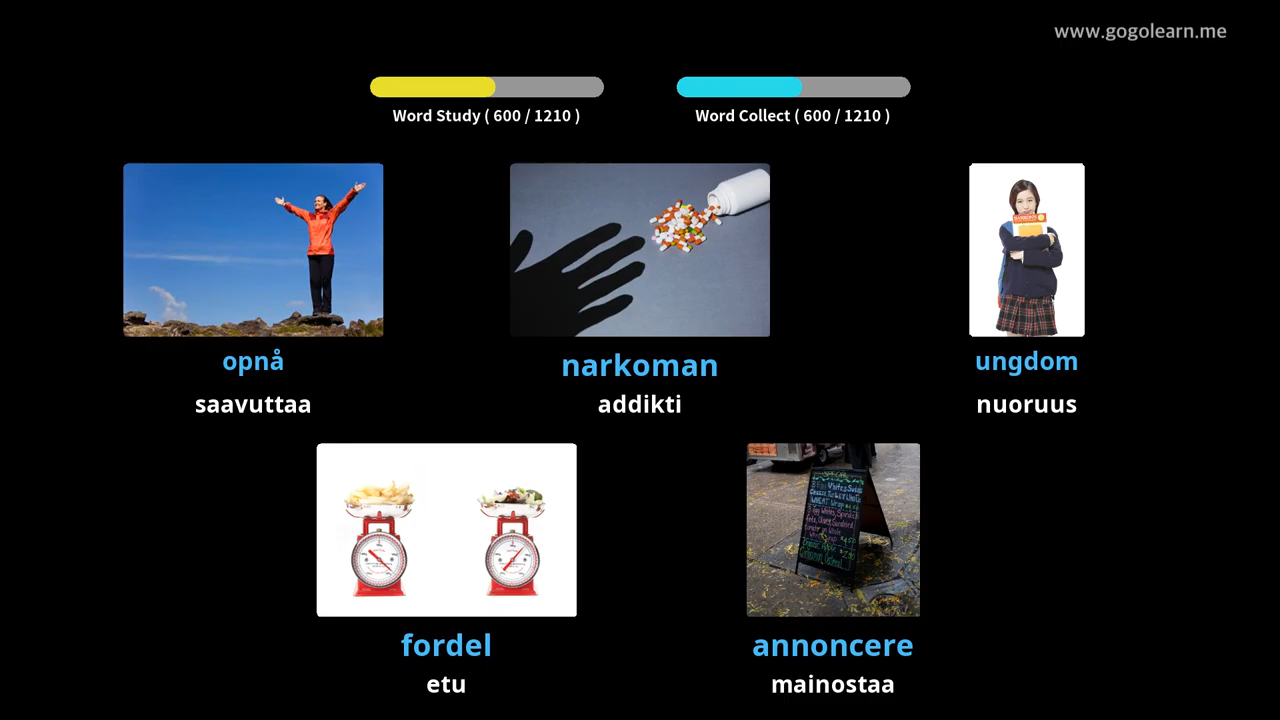 www.gogolearn.me
Word Study ( 600 / 1210 )
Word Collect ( 600 / 1210 )
opnå
narkoman
ungdom
saavuttaa
addikti
nuoruus
fordel
annoncere
etu
mainostaa